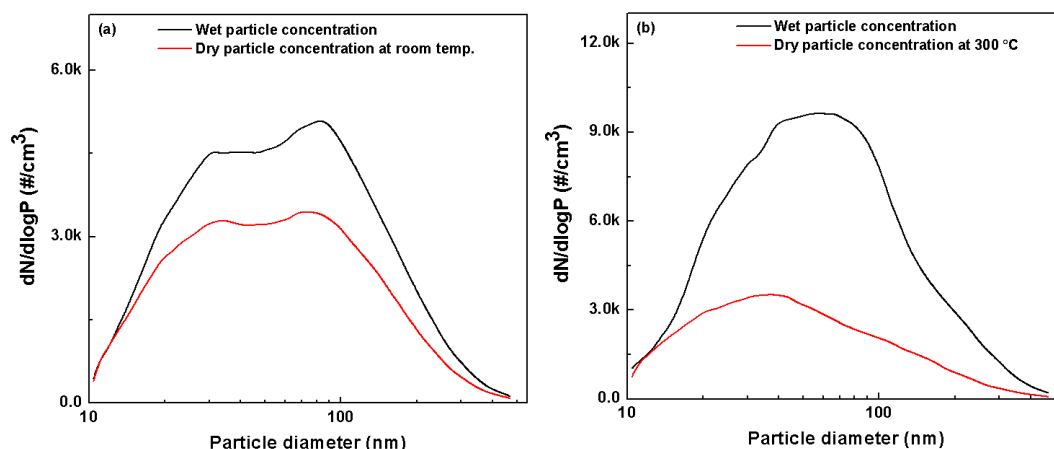 (a)
Wet particle concentration
Dry particle concentration at room temp.
6.0k
3.0k
0.0
10
100
dN/dlogP (#/cm³)
Particle diameter (nm)
(b)
Wet particle concentration
Dry particle concentration at 300 °C
12.0k
9.0k
6.0k
3.0k
0.0
10
100
dN/dlogP (#/cm³)
Particle diameter (nm)